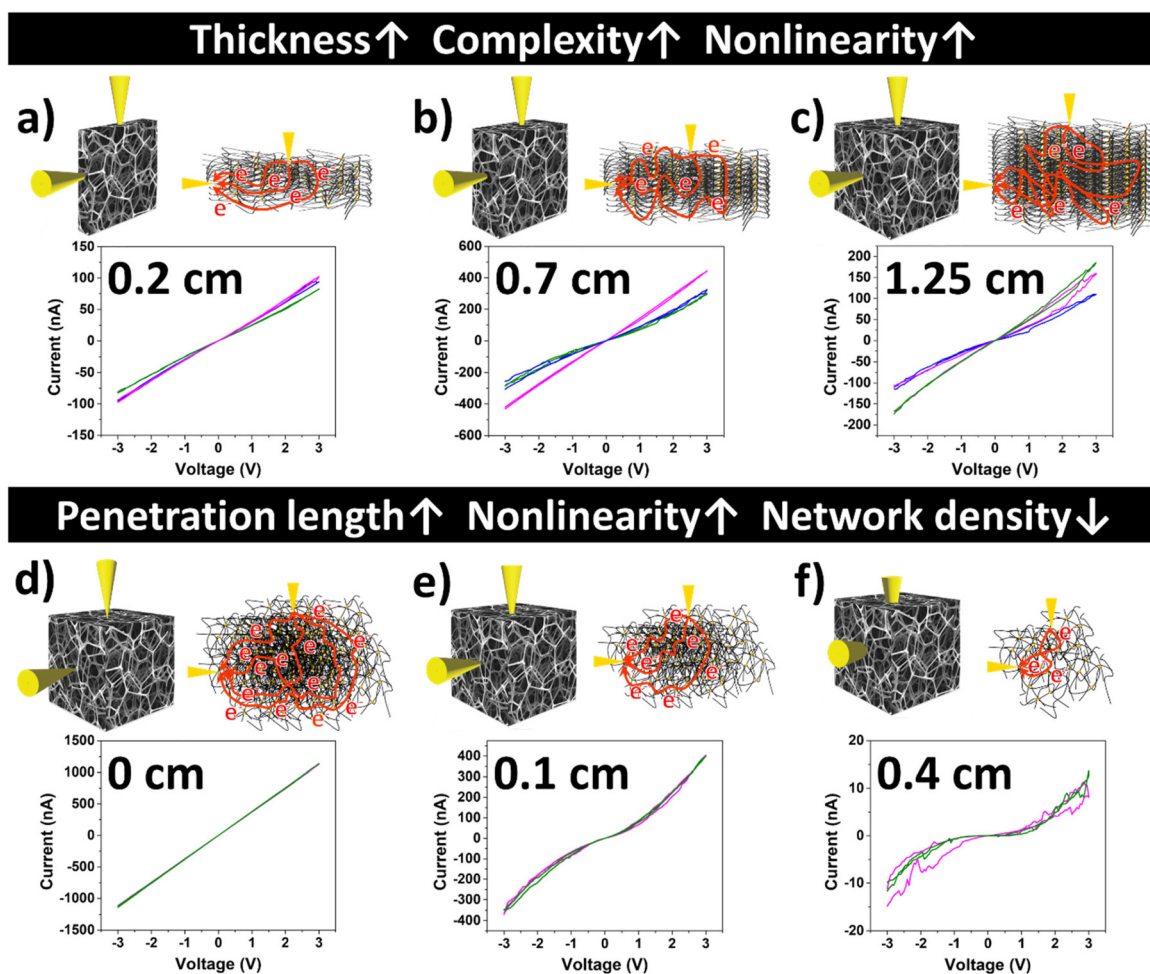 Thickness↑ Complexity↑ Nonlinearity↑
a)
b)
c)
e e e e
e e⁻ e e e
e e e e e
0.2 cm
0.7 cm
1.25 cm
Current (nA)
150
100
50
0
-50
-100
-150
-3 -2 -1 0 1 2 3
Voltage (V)
Current (nA)
600
400
200
0
-200
-400
-600
-3 -2 -1 0 1 2 3
Voltage (V)
Current (nA)
200
150
100
50
0
-50
-100
-150
-200
-3 -2 -1 0 1 2 3
Voltage (V)
Penetration length↑ Nonlinearity↑ Network density↓
d)
e)
f)
e e e e e e e e e e
e e e e e e
e e e
0 cm
0.1 cm
0.4 cm
Current (nA)
1500
1000
500
0
-500
-1000
-1500
-3 -2 -1 0 1 2 3
Voltage (V)
Current (nA)
400
300
200
100
0
-100
-200
-300
-400
-3 -2 -1 0 1 2 3
Voltage (V)
Current (nA)
20
10
0
-10
-20
-3 -2 -1 0 1 2 3
Voltage (V)